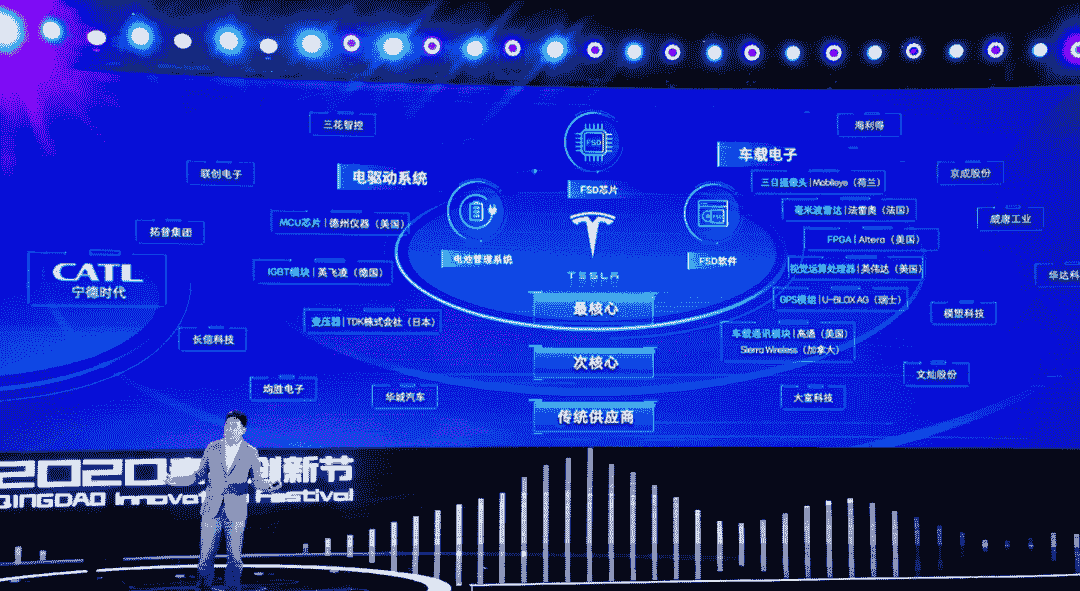 三花智控
FSD
海利得
联创电子
电驱动系统
FSD芯片
车载电子
京成股份
三目摄像头 | Mobileye(荷兰)
拓普集团
MCU芯片 | 德州仪器(美国)
毫米波雷达 | 法雷奥(法国)
威唐工业
电池管理系统
TESLA
FSD软件
FPGA | Altera(美国)
CATL
宁德时代
IGBT模块 | 英飞凌(德国)
视觉运算处理器 | 英伟达(美国)
华达科
最核心
GPS模组 | U-BLOX AG(瑞士)
变压器 | TDK株式会社(日本)
模塑科技
长信科技
车载通讯模块 | 高通(美国)
Sierra Wireless(加拿大)
次核心
文灿股份
均胜电子
华城汽车
大富科技
传统供应商
2020 创新节
QINGDAO Innovation Festival